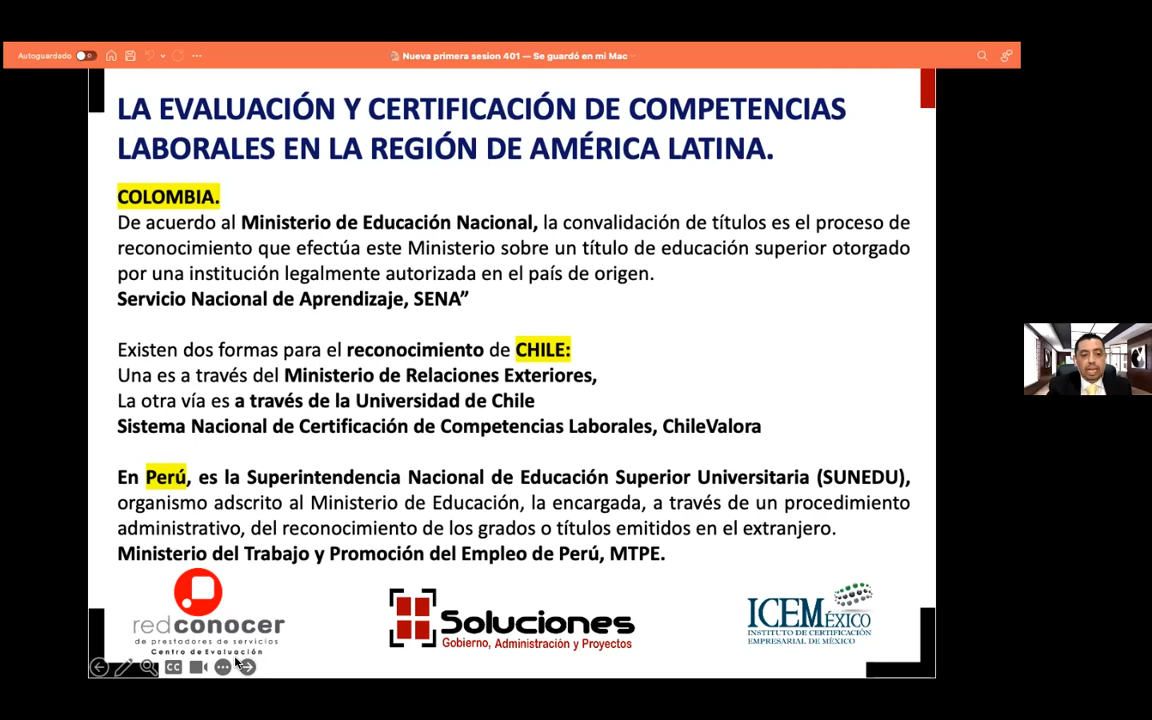 Autoguardado
Nueva primera sesion 401 — Se guardó en mi Mac
LA EVALUACIÓN Y CERTIFICACIÓN DE COMPETENCIAS
LABORALES EN LA REGIÓN DE AMÉRICA LATINA.
COLOMBIA.
De acuerdo al Ministerio de Educación Nacional, la convalidación de títulos es el proceso de
reconocimiento que efectúa este Ministerio sobre un título de educación superior otorgado
por una institución legalmente autorizada en el país de origen.
Servicio Nacional de Aprendizaje, SENA”
Existen dos formas para el reconocimiento de CHILE:
Una es a través del Ministerio de Relaciones Exteriores,
La otra vía es a través de la Universidad de Chile
Sistema Nacional de Certificación de Competencias Laborales, ChileValora
En Perú, es la Superintendencia Nacional de Educación Superior Universitaria (SUNEDU),
organismo adscrito al Ministerio de Educación, la encargada, a través de un procedimiento
administrativo, del reconocimiento de los grados o títulos emitidos en el extranjero.
Ministerio del Trabajo y Promoción del Empleo de Perú, MTPE.
redconocer
de prestadores de servicios
Centro de Evaluación
Soluciones
Gobierno, Administración y Proyectos
ICEMÉXICO
INSTITUTO DE CERTIFICACIÓN
EMPRESARIAL DE MÉXICO
CC